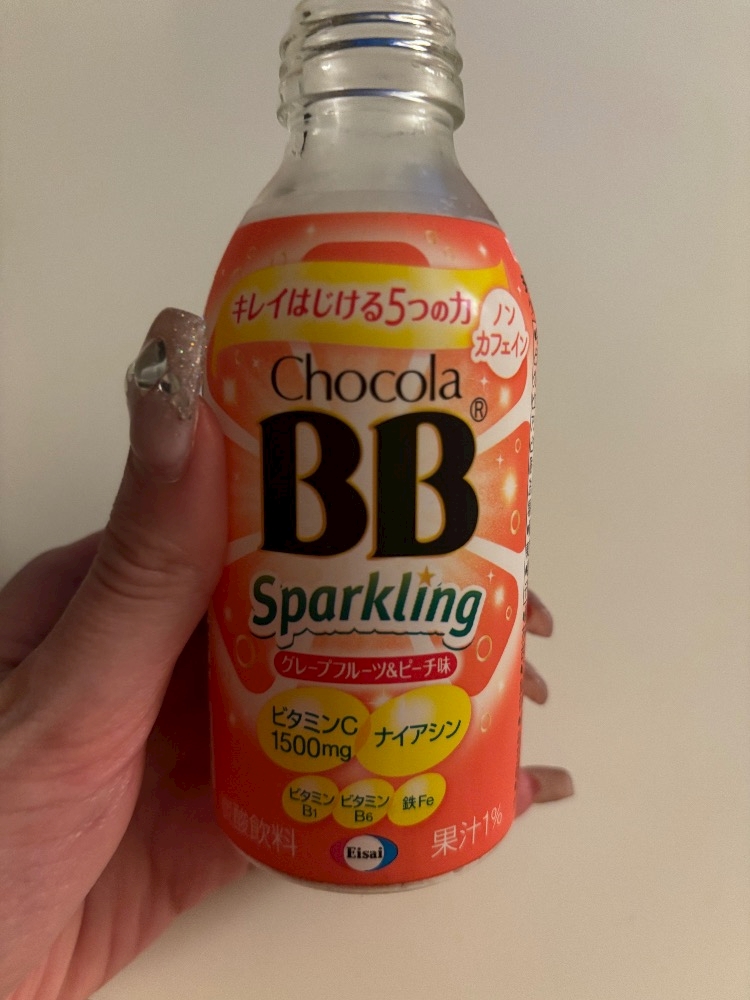 キレイはじける5つの力
ノン
カフェイン
Chocola
BB®
Sparkling
グレープフルーツ&ピーチ味
ビタミンC
1500mg
ナイアシン
ビタミン
B1
ビタミン
B6
鉄Fe
酸飲料
果汁1%
Eisai